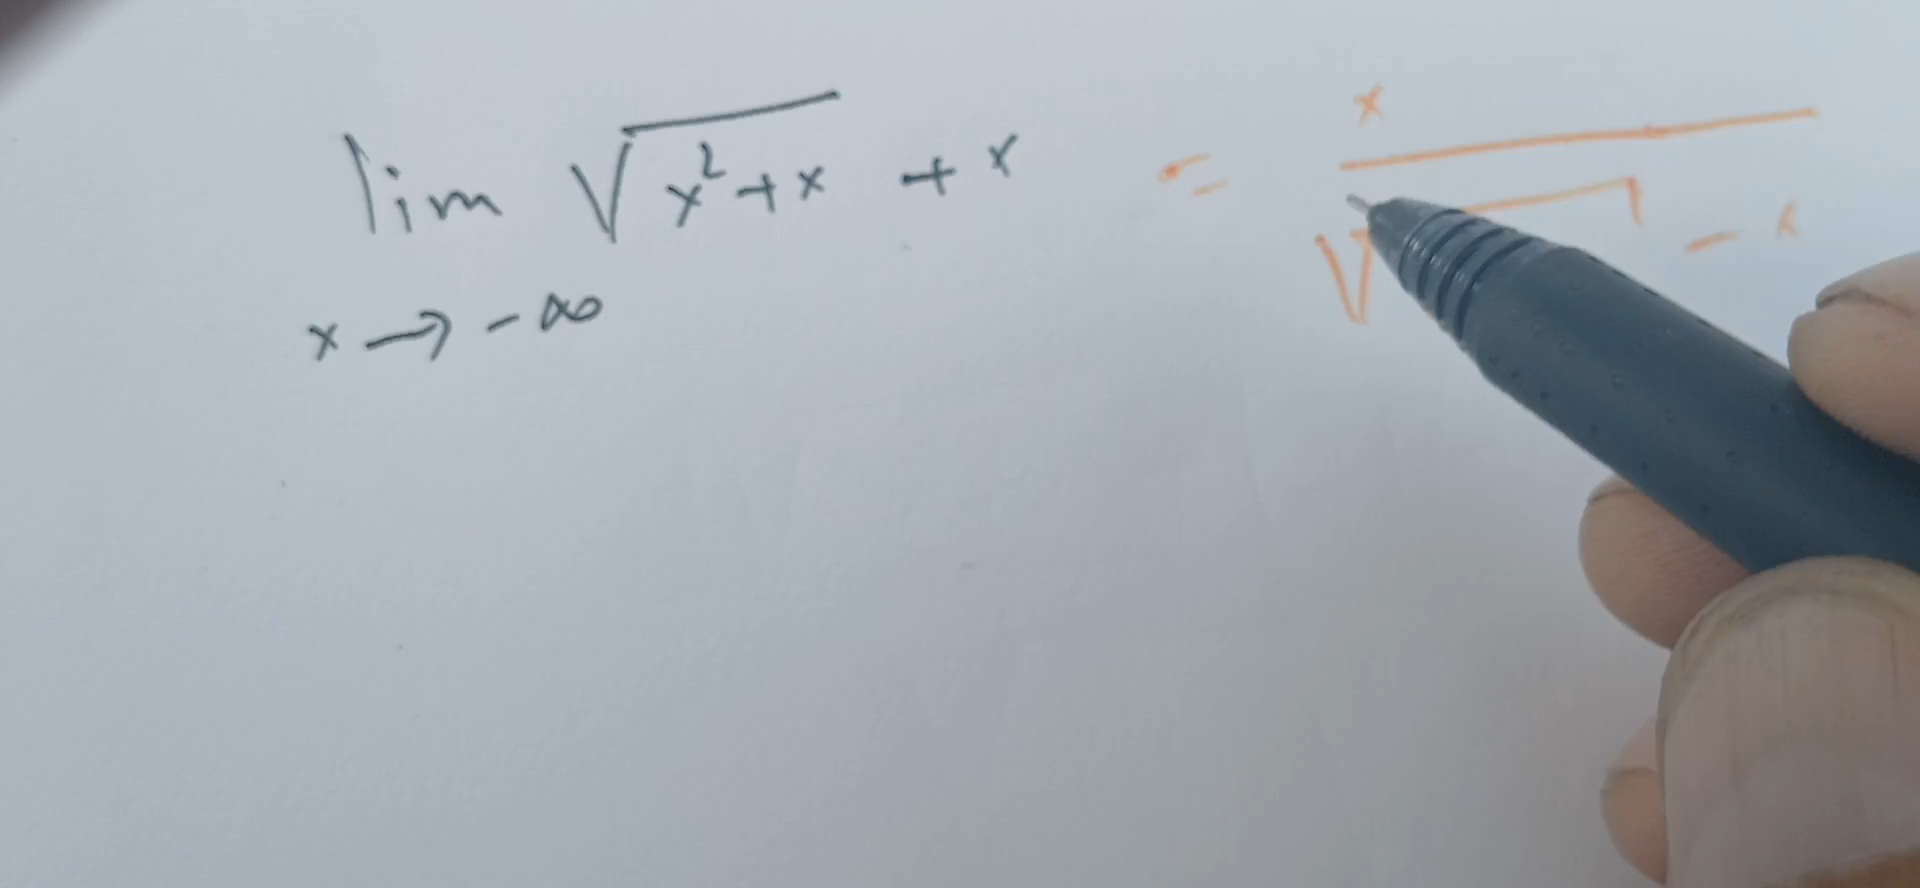 lim √(x²+x) + x = x / (√ - x)
x → -∞